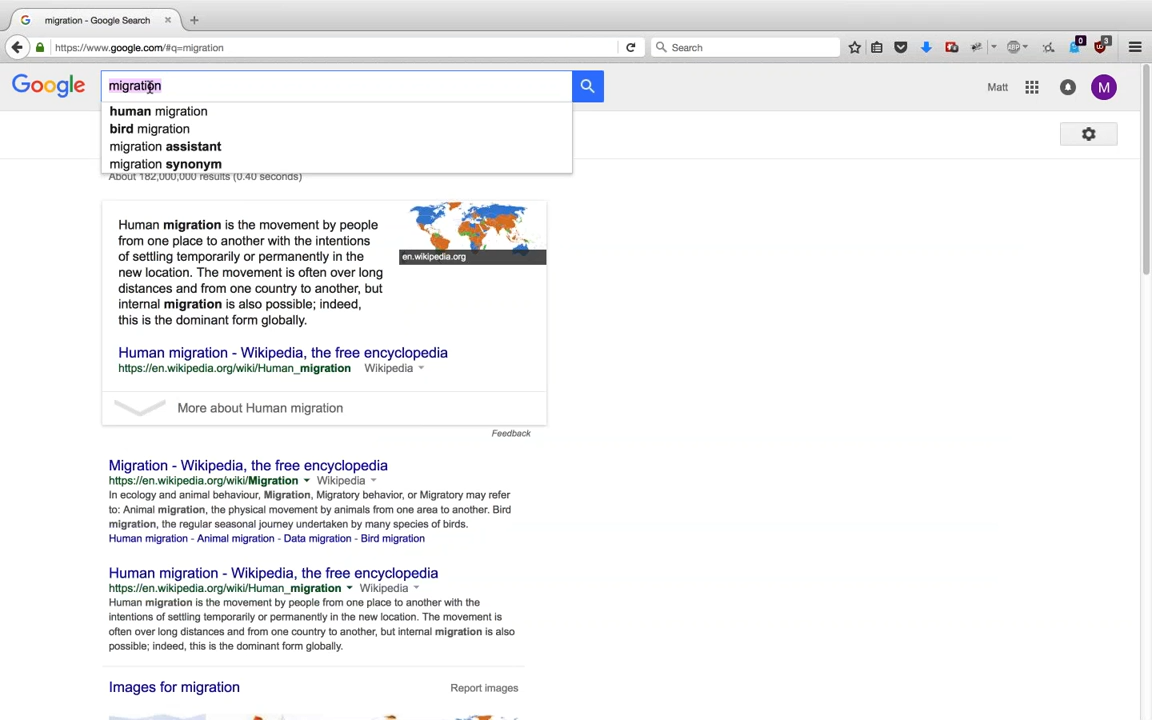 migration - Google Search
https://www.google.com/#q=migration
Search
ABP
0
3
Google
migration
Matt
M
human migration
bird migration
migration assistant
migration synonym
About 182,000,000 results (0.40 seconds)
Human migration is the movement by people
from one place to another with the intentions
of settling temporarily or permanently in the
new location. The movement is often over long
distances and from one country to another, but
internal migration is also possible; indeed,
this is the dominant form globally.
en.wikipedia.org
Human migration - Wikipedia, the free encyclopedia
https://en.wikipedia.org/wiki/Human_migration Wikipedia
More about Human migration
Feedback
Migration - Wikipedia, the free encyclopedia
https://en.wikipedia.org/wiki/Migration Wikipedia
In ecology and animal behaviour, Migration, Migratory behavior, or Migratory may refer
to: Animal migration, the physical movement by animals from one area to another. Bird
migration, the regular seasonal journey undertaken by many species of birds.
Human migration - Animal migration - Data migration - Bird migration
Human migration - Wikipedia, the free encyclopedia
https://en.wikipedia.org/wiki/Human_migration Wikipedia
Human migration is the movement by people from one place to another with the
intentions of settling temporarily or permanently in the new location. The movement is
often over long distances and from one country to another, but internal migration is also
possible; indeed, this is the dominant form globally.
Images for migration
Report images